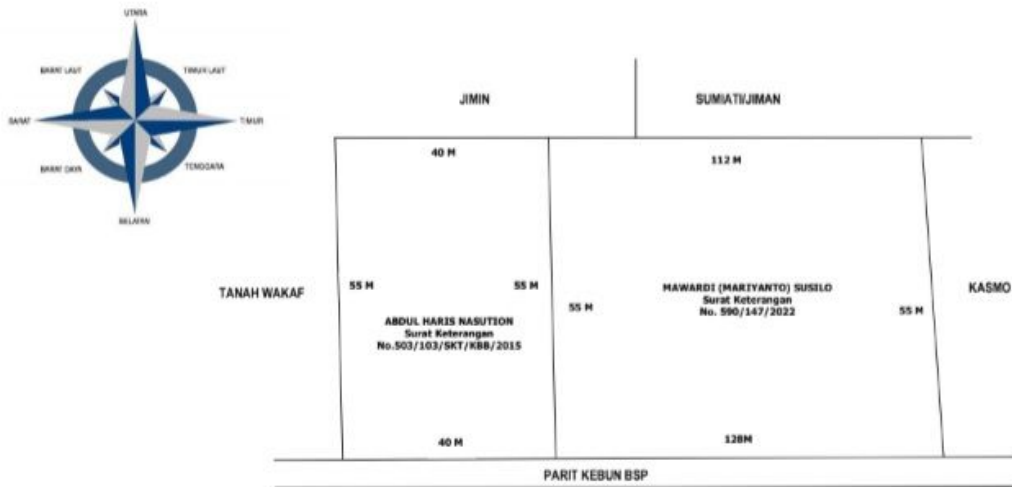 UTARA
BARAT LAUT
TIMUR LAUT
BARAT
TIMUR
BARAT DAYA
TENGGARA
SELATAN
JIMIN
SUMIATI/JIMAN
40 M
112 M
TANAH WAKAF
55 M
55 M
55 M
55 M
KASMO
ABDUL HARIS NASUTION
Surat Keterangan
No.503/103/SKT/KBB/2015
MAWARDI (MARIYANTO) SUSILO
Surat Keterangan
No. 590/147/2022
40 M
128M
PARIT KEBUN BSP